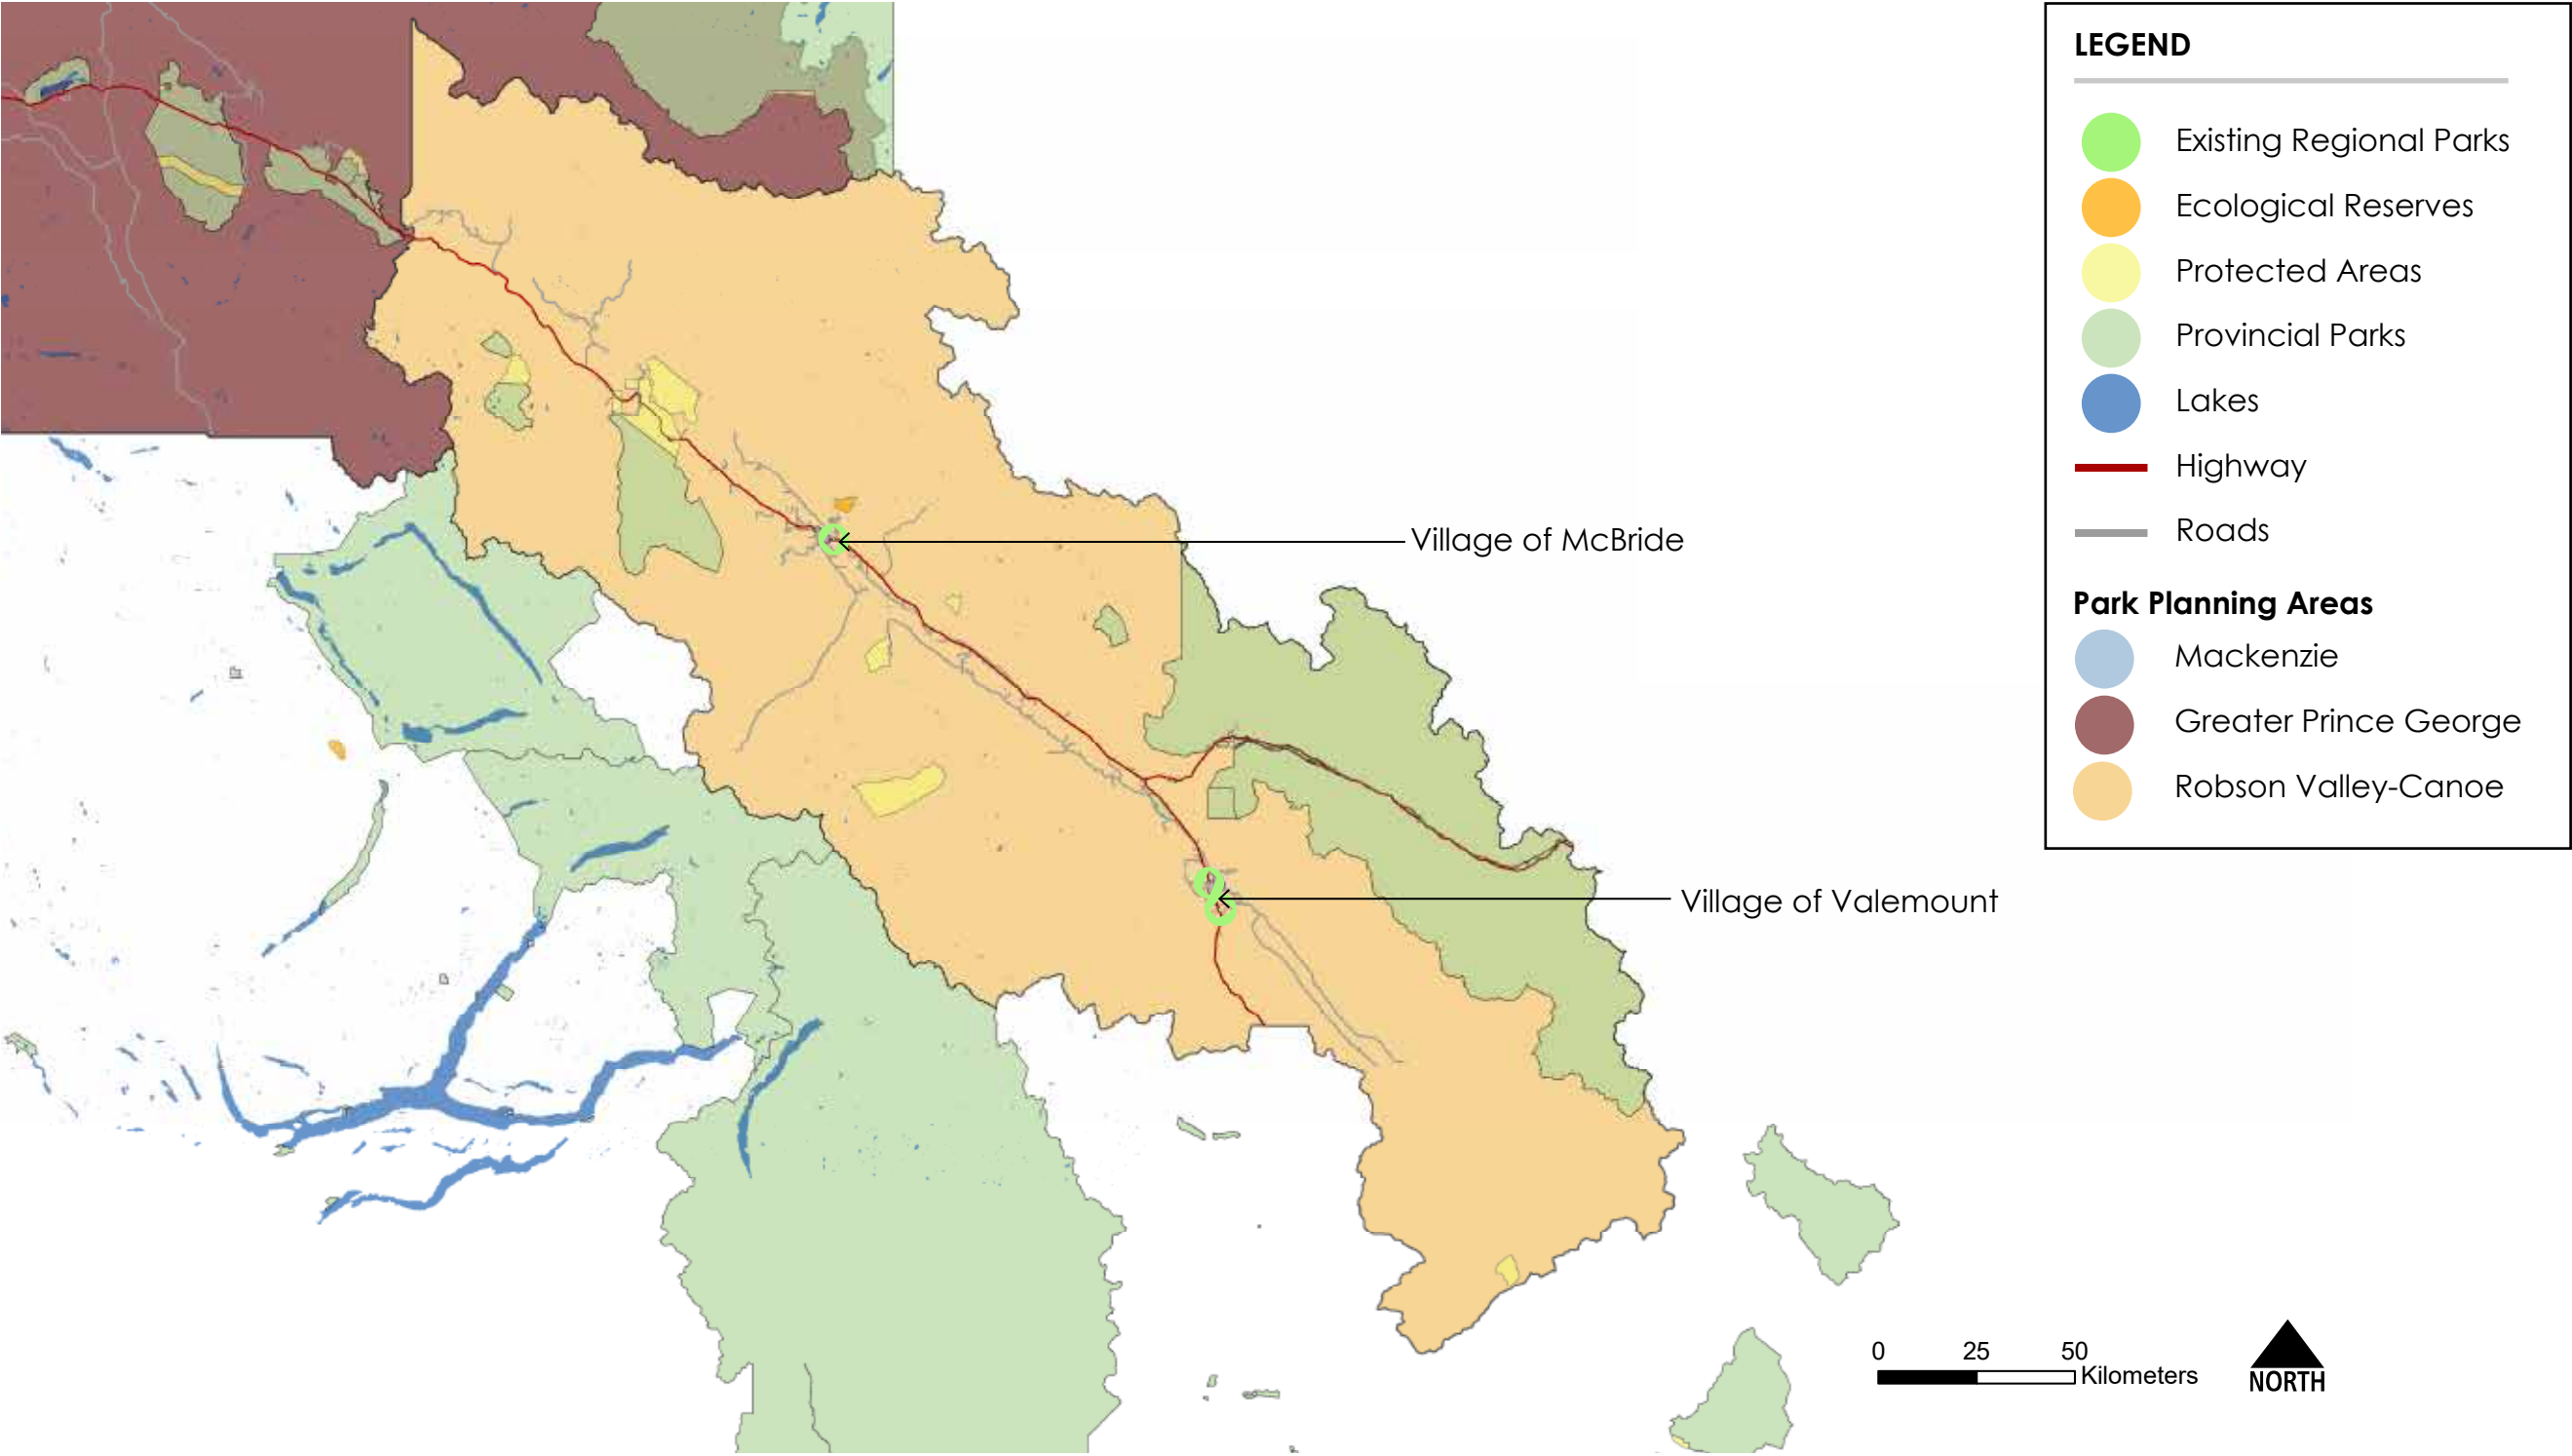 LEGEND
Existing Regional Parks
Ecological Reserves
Protected Areas
Provincial Parks
Lakes
Highway
Roads
Park Planning Areas
Mackenzie
Greater Prince George
Robson Valley-Canoe
Village of McBride
Village of Valemount
0 25 50
Kilometers
NORTH